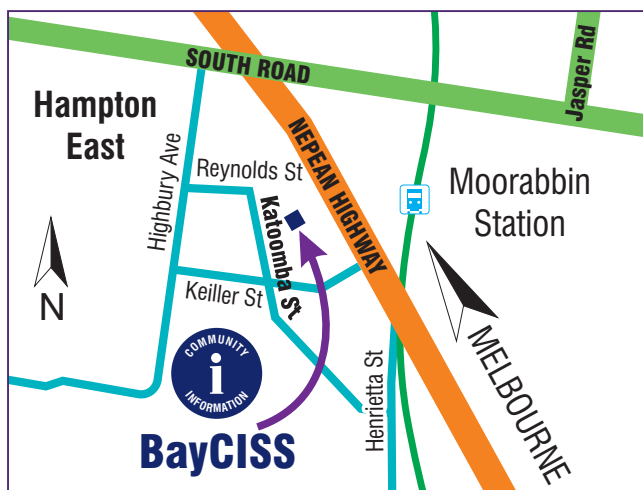 SOUTH ROAD
Jasper Rd
Hampton
East
NEPEAN HIGHWAY
Highbury Ave
Reynolds St
Katoomba St
Moorabbin
Station
N
Keiller St
COMMUNITY
i
INFORMATION
BayCISS
Henrietta St
MELBOURNE